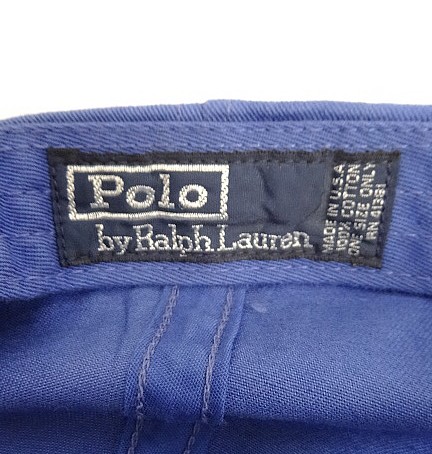 Polo
by Ralph Lauren
MADE IN U.S.A.
100% COTTON
ONE SIZE ONLY
RN 41381